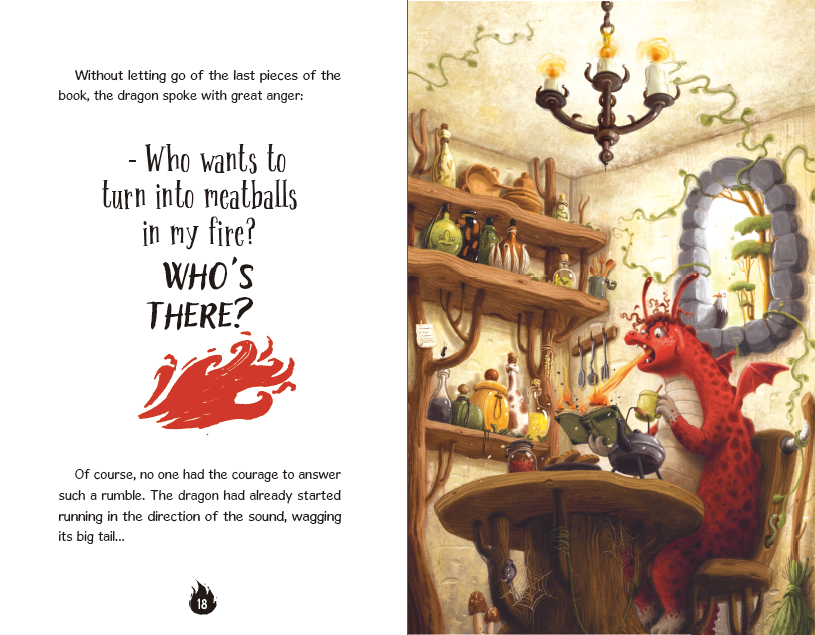 Without letting go of the last pieces of the
book, the dragon spoke with great anger:
- Who wants to
turn into meatballs
in my fire?
WHO'S
THERE?
Of course, no one had the courage to answer
such a rumble. The dragon had already started
running in the direction of the sound, wagging
its big tail...
18